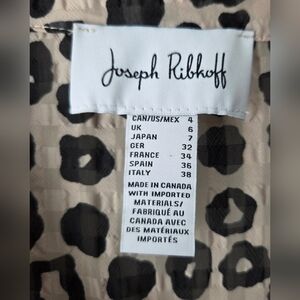 Joseph Ribkoff
CAN/US/MEX 4
UK 6
JAPAN 7
GER 32
FRANCE 34
SPAIN 36
ITALY 38
MADE IN CANADA
WITH IMPORTED
MATERIALS/
FABRIQUÉ AU
CANADA AVEC
DES MATÉRIAUX
IMPORTÉS